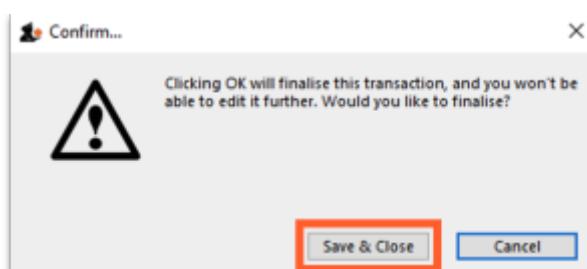 Confirm...
Clicking OK will finalise this transaction, and you won't be
able to edit it further. Would you like to finalise?
Save & Close
Cancel